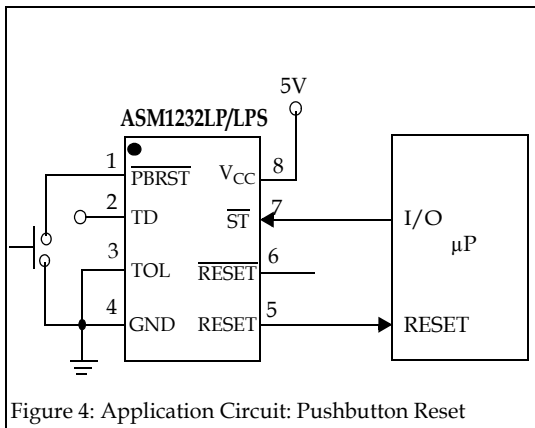 5V
ASM1232LP/LPS
1 PBRST VCC 8
2 TD ST 7 I/O
µP
3 TOL RESET 6
4 GND RESET 5 RESET
Figure 4: Application Circuit: Pushbutton Reset